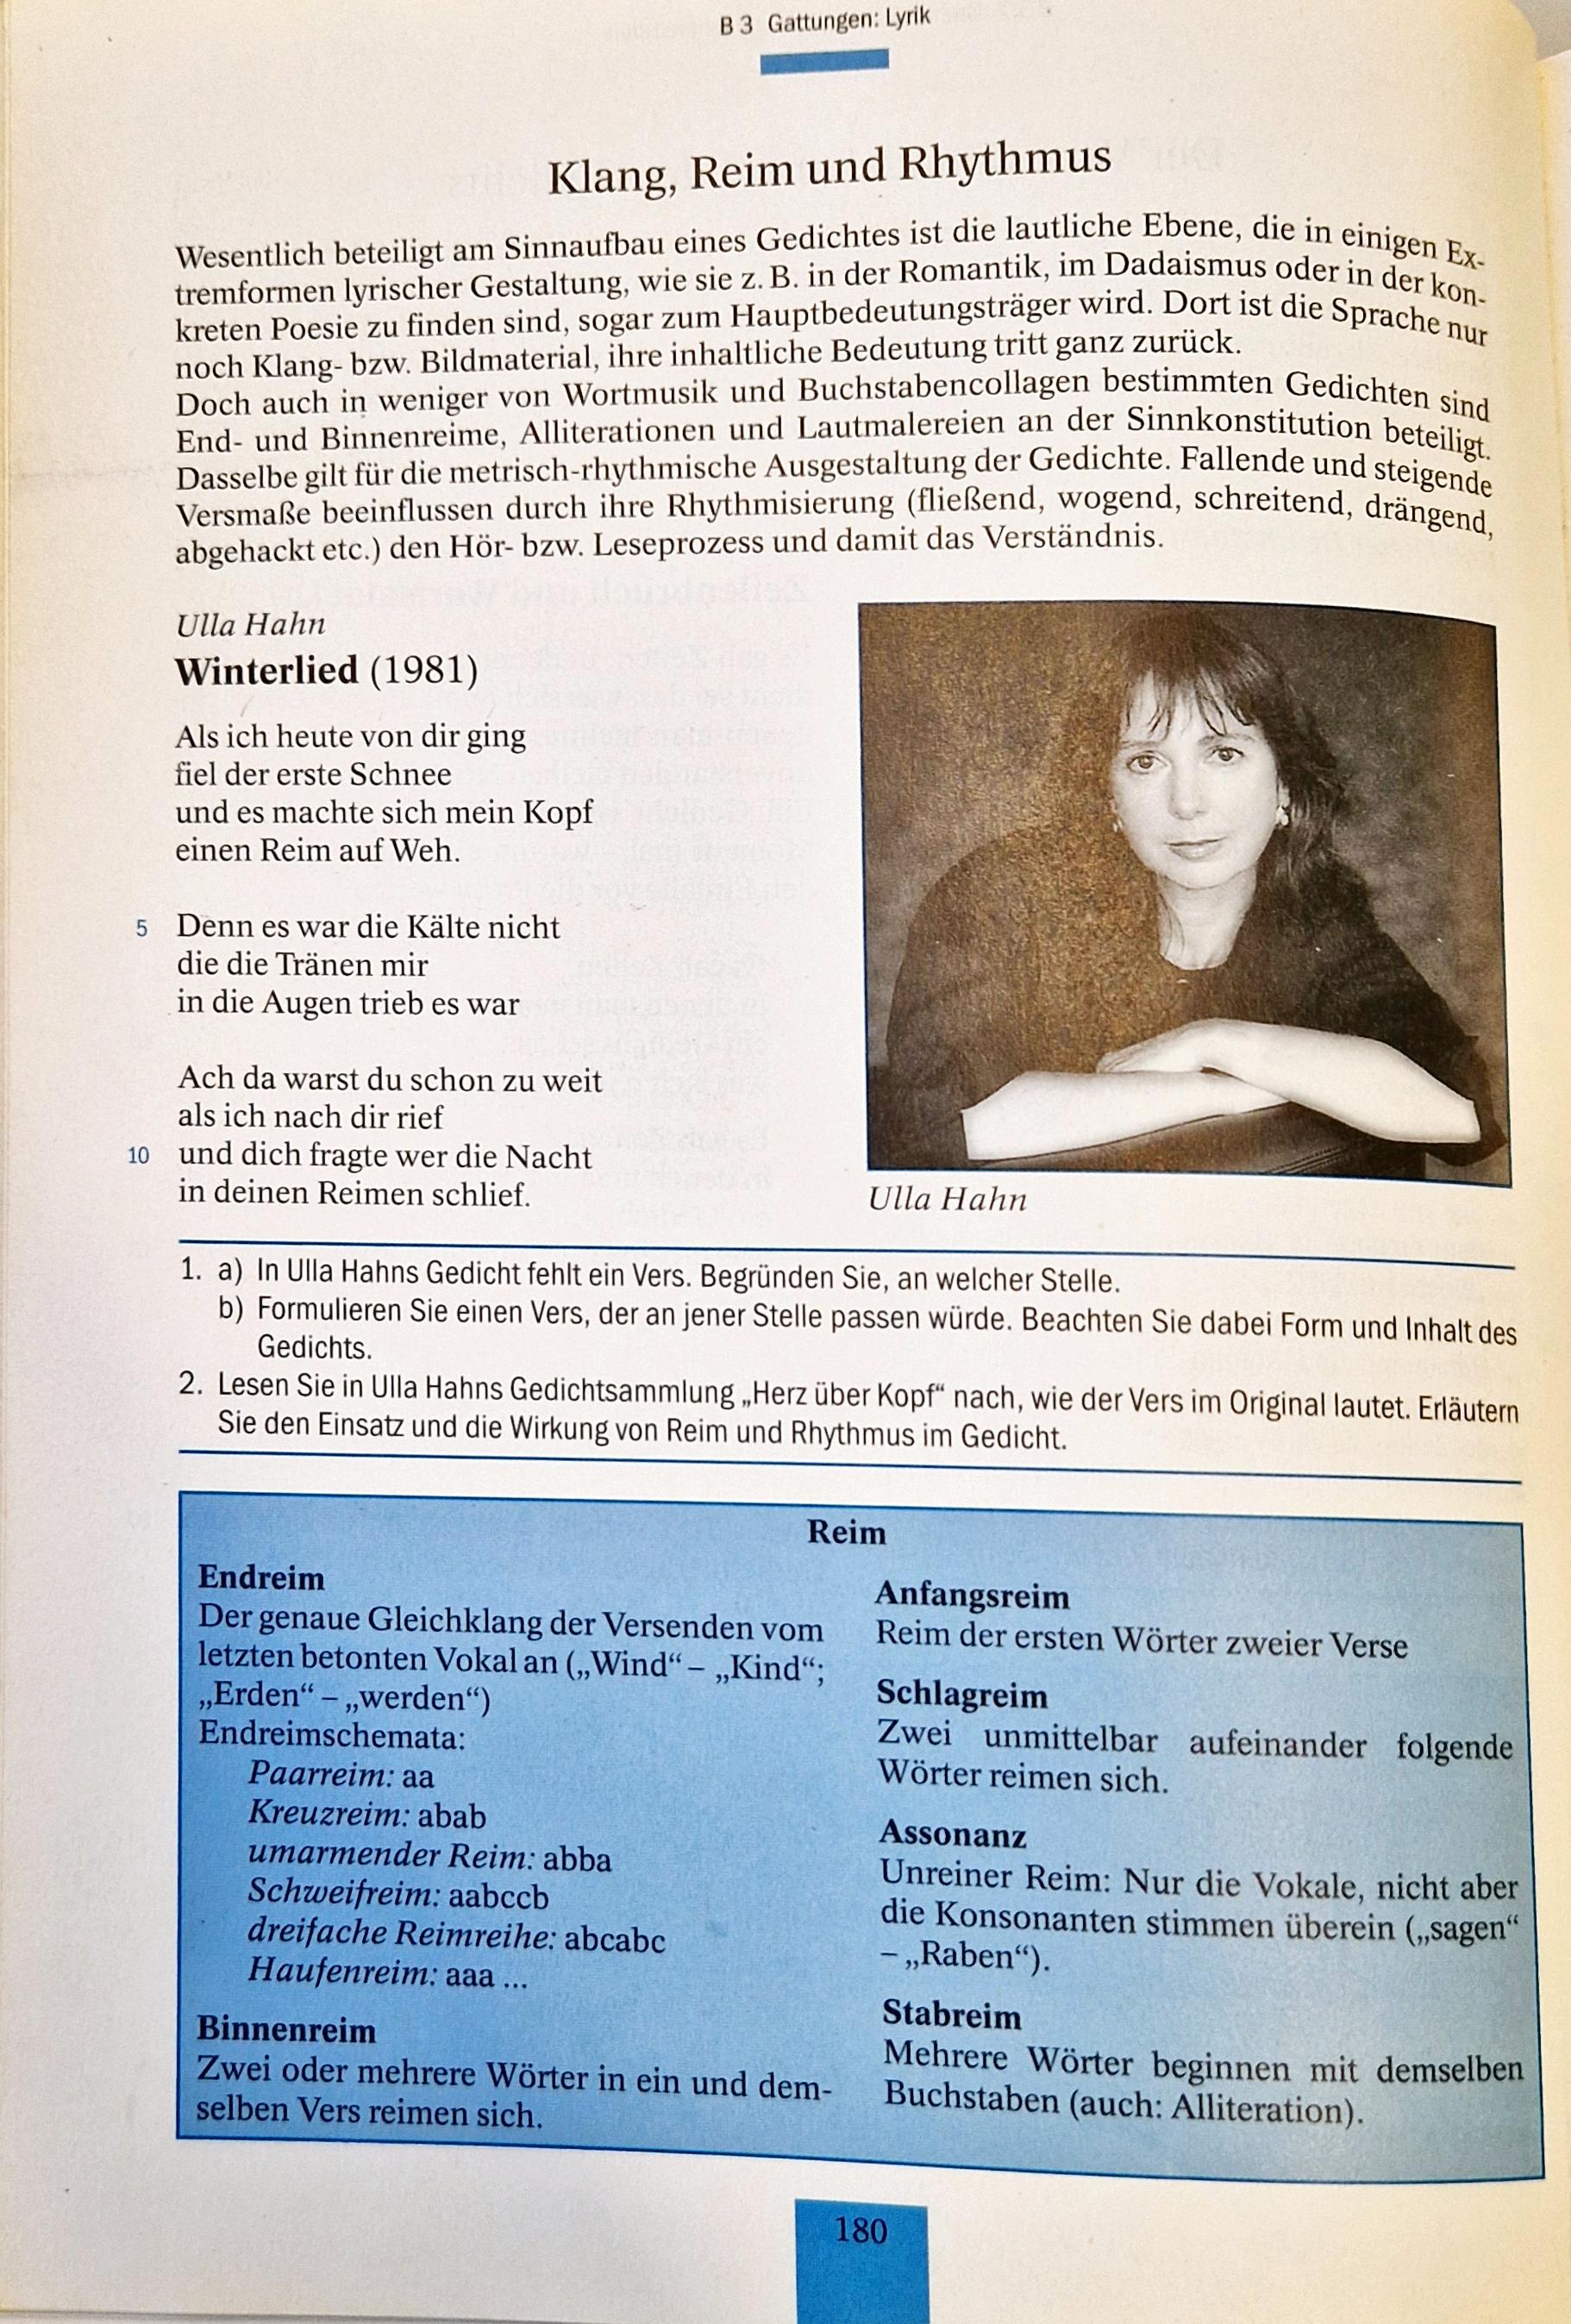 B 3 Gattungen: Lyrik
Klang, Reim und Rhythmus
Wesentlich beteiligt am Sinnaufbau eines Gedichtes ist die lautliche Ebene, die in einigen Ex-
tremformen lyrischer Gestaltung, wie sie z. B. in der Romantik, im Dadaismus oder in der kon-
kreten Poesie zu finden sind, sogar zum Hauptbedeutungsträger wird. Dort ist die Sprache nur
noch Klang- bzw. Bildmaterial, ihre inhaltliche Bedeutung tritt ganz zurück.
Doch auch in weniger von Wortmusik und Buchstabencollagen bestimmten Gedichten sind
End- und Binnenreime, Alliterationen und Lautmalereien an der Sinnkonstitution beteiligt.
Dasselbe gilt für die metrisch-rhythmische Ausgestaltung der Gedichte. Fallende und steigende
Versmaße beeinflussen durch ihre Rhythmisierung (fließend, wogend, schreitend, drängend,
abgehackt etc.) den Hör- bzw. Leseprozess und damit das Verständnis.
Ulla Hahn
Winterlied (1981)
Als ich heute von dir ging
fiel der erste Schnee
und es machte sich mein Kopf
einen Reim auf Weh.
5 Denn es war die Kälte nicht
die die Tränen mir
in die Augen trieb es war
Ach da warst du schon zu weit
als ich nach dir rief
10 und dich fragte wer die Nacht
in deinen Reimen schlief.
Ulla Hahn
1. a) In Ulla Hahns Gedicht fehlt ein Vers. Begründen Sie, an welcher Stelle.
b) Formulieren Sie einen Vers, der an jener Stelle passen würde. Beachten Sie dabei Form und Inhalt des
Gedichts.
2. Lesen Sie in Ulla Hahns Gedichtsammlung „Herz über Kopf“ nach, wie der Vers im Original lautet. Erläutern
Sie den Einsatz und die Wirkung von Reim und Rhythmus im Gedicht.
Reim
Endreim
Der genaue Gleichklang der Versenden vom
letzten betonten Vokal an („Wind“ – „Kind“;
„Erden“ – „werden“)
Endreimschemata:
Paarreim: aa
Kreuzreim: abab
umarmender Reim: abba
Schweifreim: aabccb
dreifache Reimreihe: abcabc
Haufenreim: aaa ...
Binnenreim
Zwei oder mehrere Wörter in ein und dem-
selben Vers reimen sich.
Anfangsreim
Reim der ersten Wörter zweier Verse
Schlagreim
Zwei unmittelbar aufeinander folgende
Wörter reimen sich.
Assonanz
Unreiner Reim: Nur die Vokale, nicht aber
die Konsonanten stimmen überein („sagen“
– „Raben“).
Stabreim
Mehrere Wörter beginnen mit demselben
Buchstaben (auch: Alliteration).
180